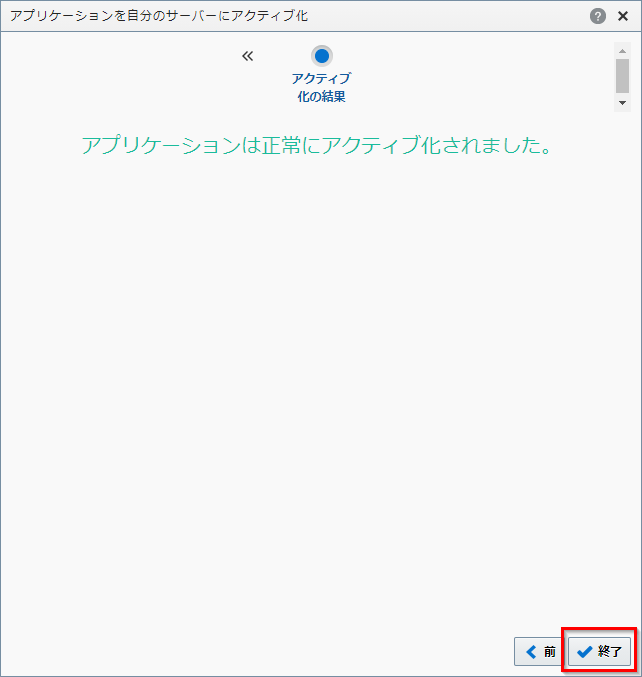 アプリケーションを自分のサーバーにアクティブ化
アクティブ
化の結果
アプリケーションは正常にアクティブ化されました。
前
終了